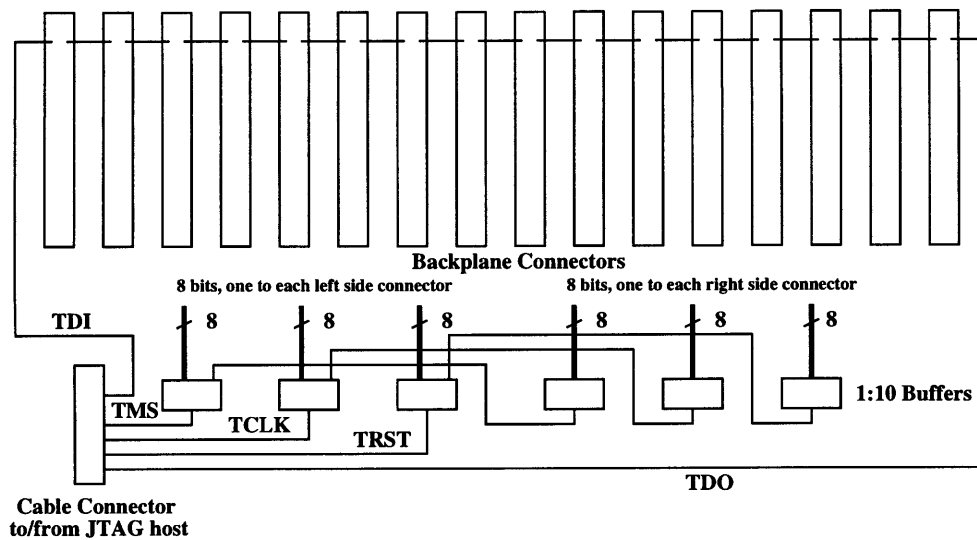 Backplane Connectors
8 bits, one to each left side connector
8 bits, one to each right side connector
TDI
8
8
8
8
8
8
TMS
TCLK
TRST
1:10 Buffers
TDO
Cable Connector
to/from JTAG host